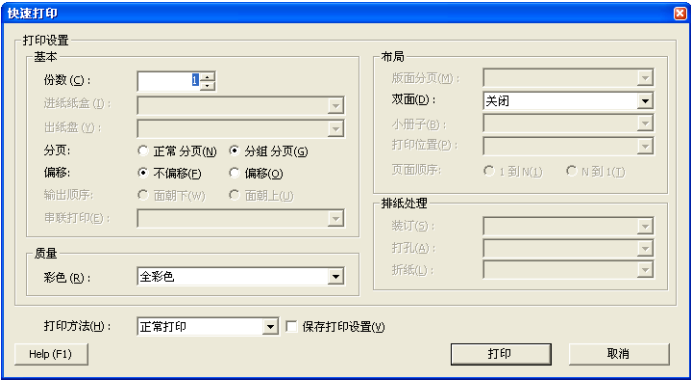 快速打印
打印设置
基本
份数(C)： 1
进纸纸盒(I)：
出纸盘(Y)：
分页: 正常 分页(N) 分组 分页(G)
偏移: 不偏移(F) 偏移(O)
输出顺序: 面朝下(W) 面朝上(U)
串联打印(E)：
质量
彩色(R)： 全彩色
布局
版面分页(M)：
双面(D)： 关闭
小册子(B)：
打印位置(P)：
页面顺序: 1 到 N(1) N 到 1(T)
排纸处理
装订(S)：
打孔(A)：
折纸(L)：
打印方法(H)： 正常打印 保存打印设置(V)
Help (F1) 打印 取消